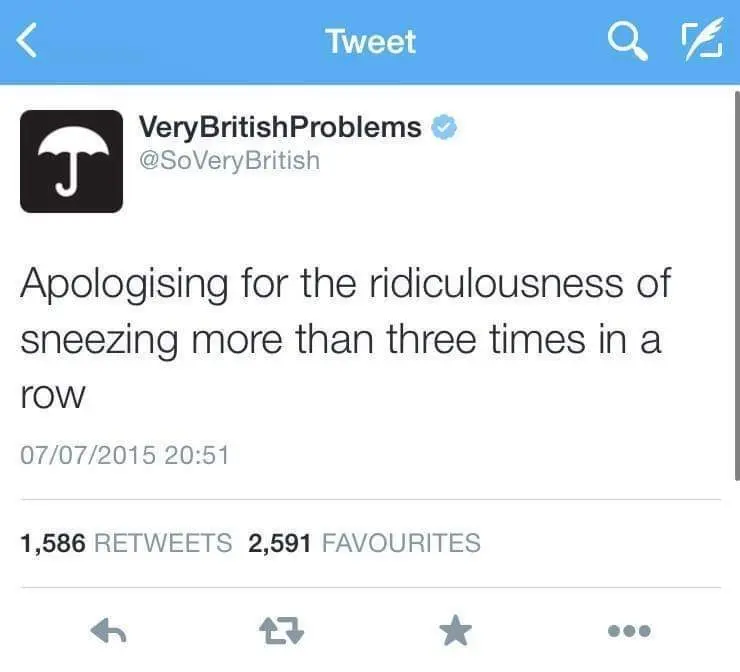 Tweet
VeryBritishProblems
@SoVeryBritish
Apologising for the ridiculousness of
sneezing more than three times in a
row
07/07/2015 20:51
1,586 RETWEETS 2,591 FAVOURITES